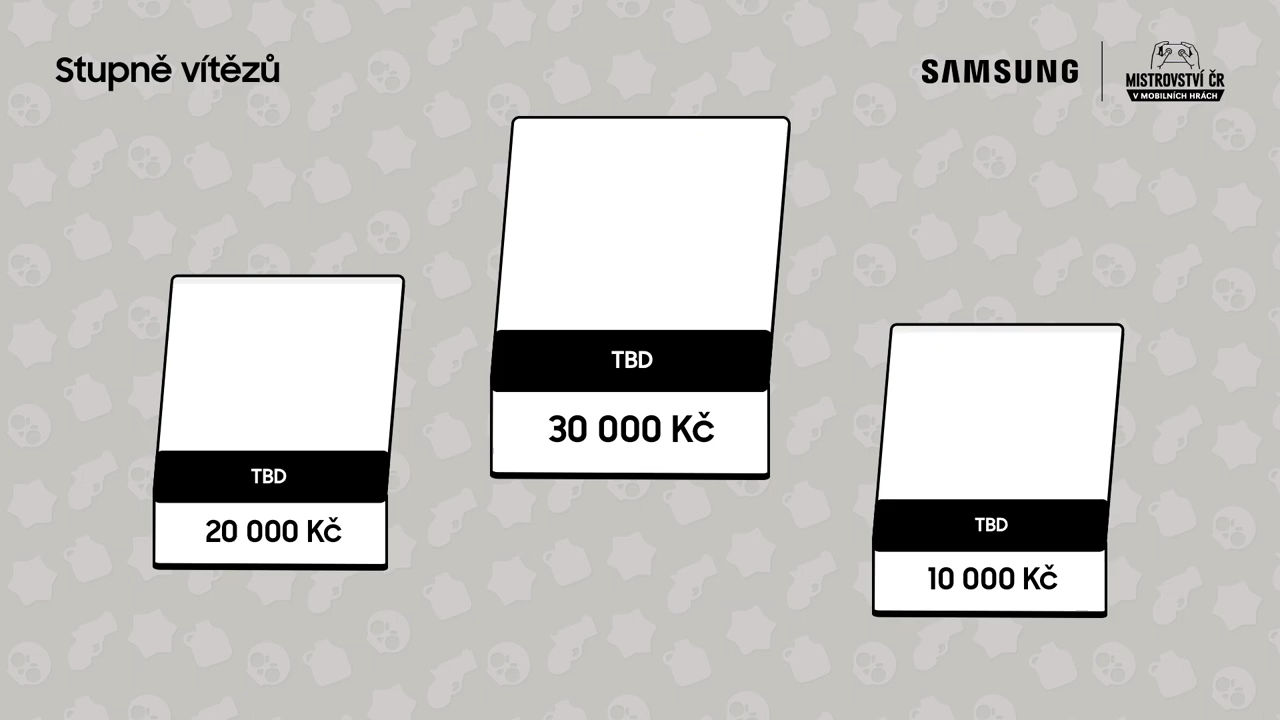 Stupně vítězů
SAMSUNG
MISTROVSTVÍ ČR
V MOBILNÍCH HRÁCH
TBD
30 000 Kč
TBD
20 000 Kč
TBD
10 000 Kč